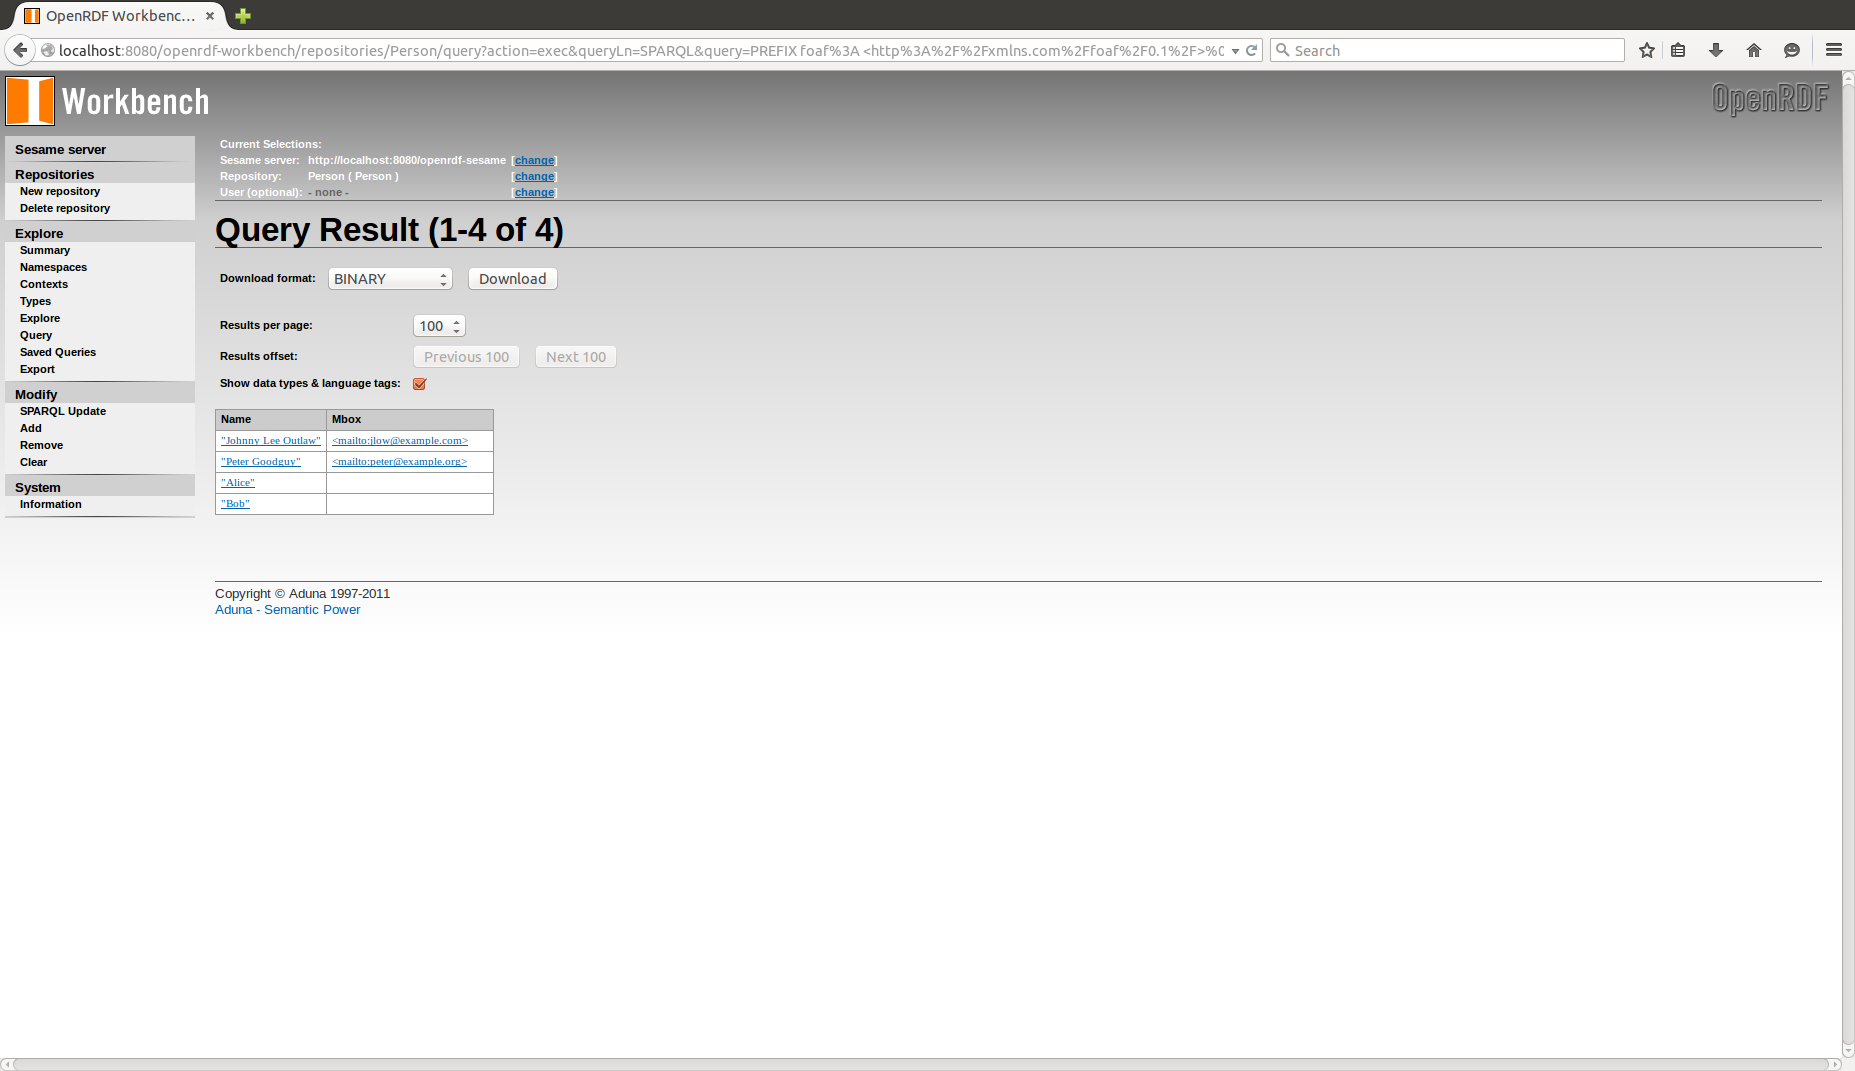 OpenRDF Workbenc...
localhost:8080/openrdf-workbench/repositories/Person/query?action=exec&queryLn=SPARQL&query=PREFIX foaf%3A <http%3A%2F%2Fxmlns.com%2Ffoaf%2F0.1%2F>%0
Search
Workbench
OpenRDF
Sesame server
Repositories
New repository
Delete repository
Explore
Summary
Namespaces
Contexts
Types
Explore
Query
Saved Queries
Export
Modify
SPARQL Update
Add
Remove
Clear
System
Information
Current Selections:
Sesame server: http://localhost:8080/openrdf-sesame [change]
Repository: Person ( Person ) [change]
User (optional): - none - [change]
Query Result (1-4 of 4)
Download format: BINARY Download
Results per page: 100
Results offset: Previous 100 Next 100
Show data types & language tags:
Name Mbox
"Johnny Lee Outlaw" <mailto:jlow@example.com>
"Peter Goodguy" <mailto:peter@example.org>
"Alice"
"Bob"
Copyright © Aduna 1997-2011
Aduna - Semantic Power